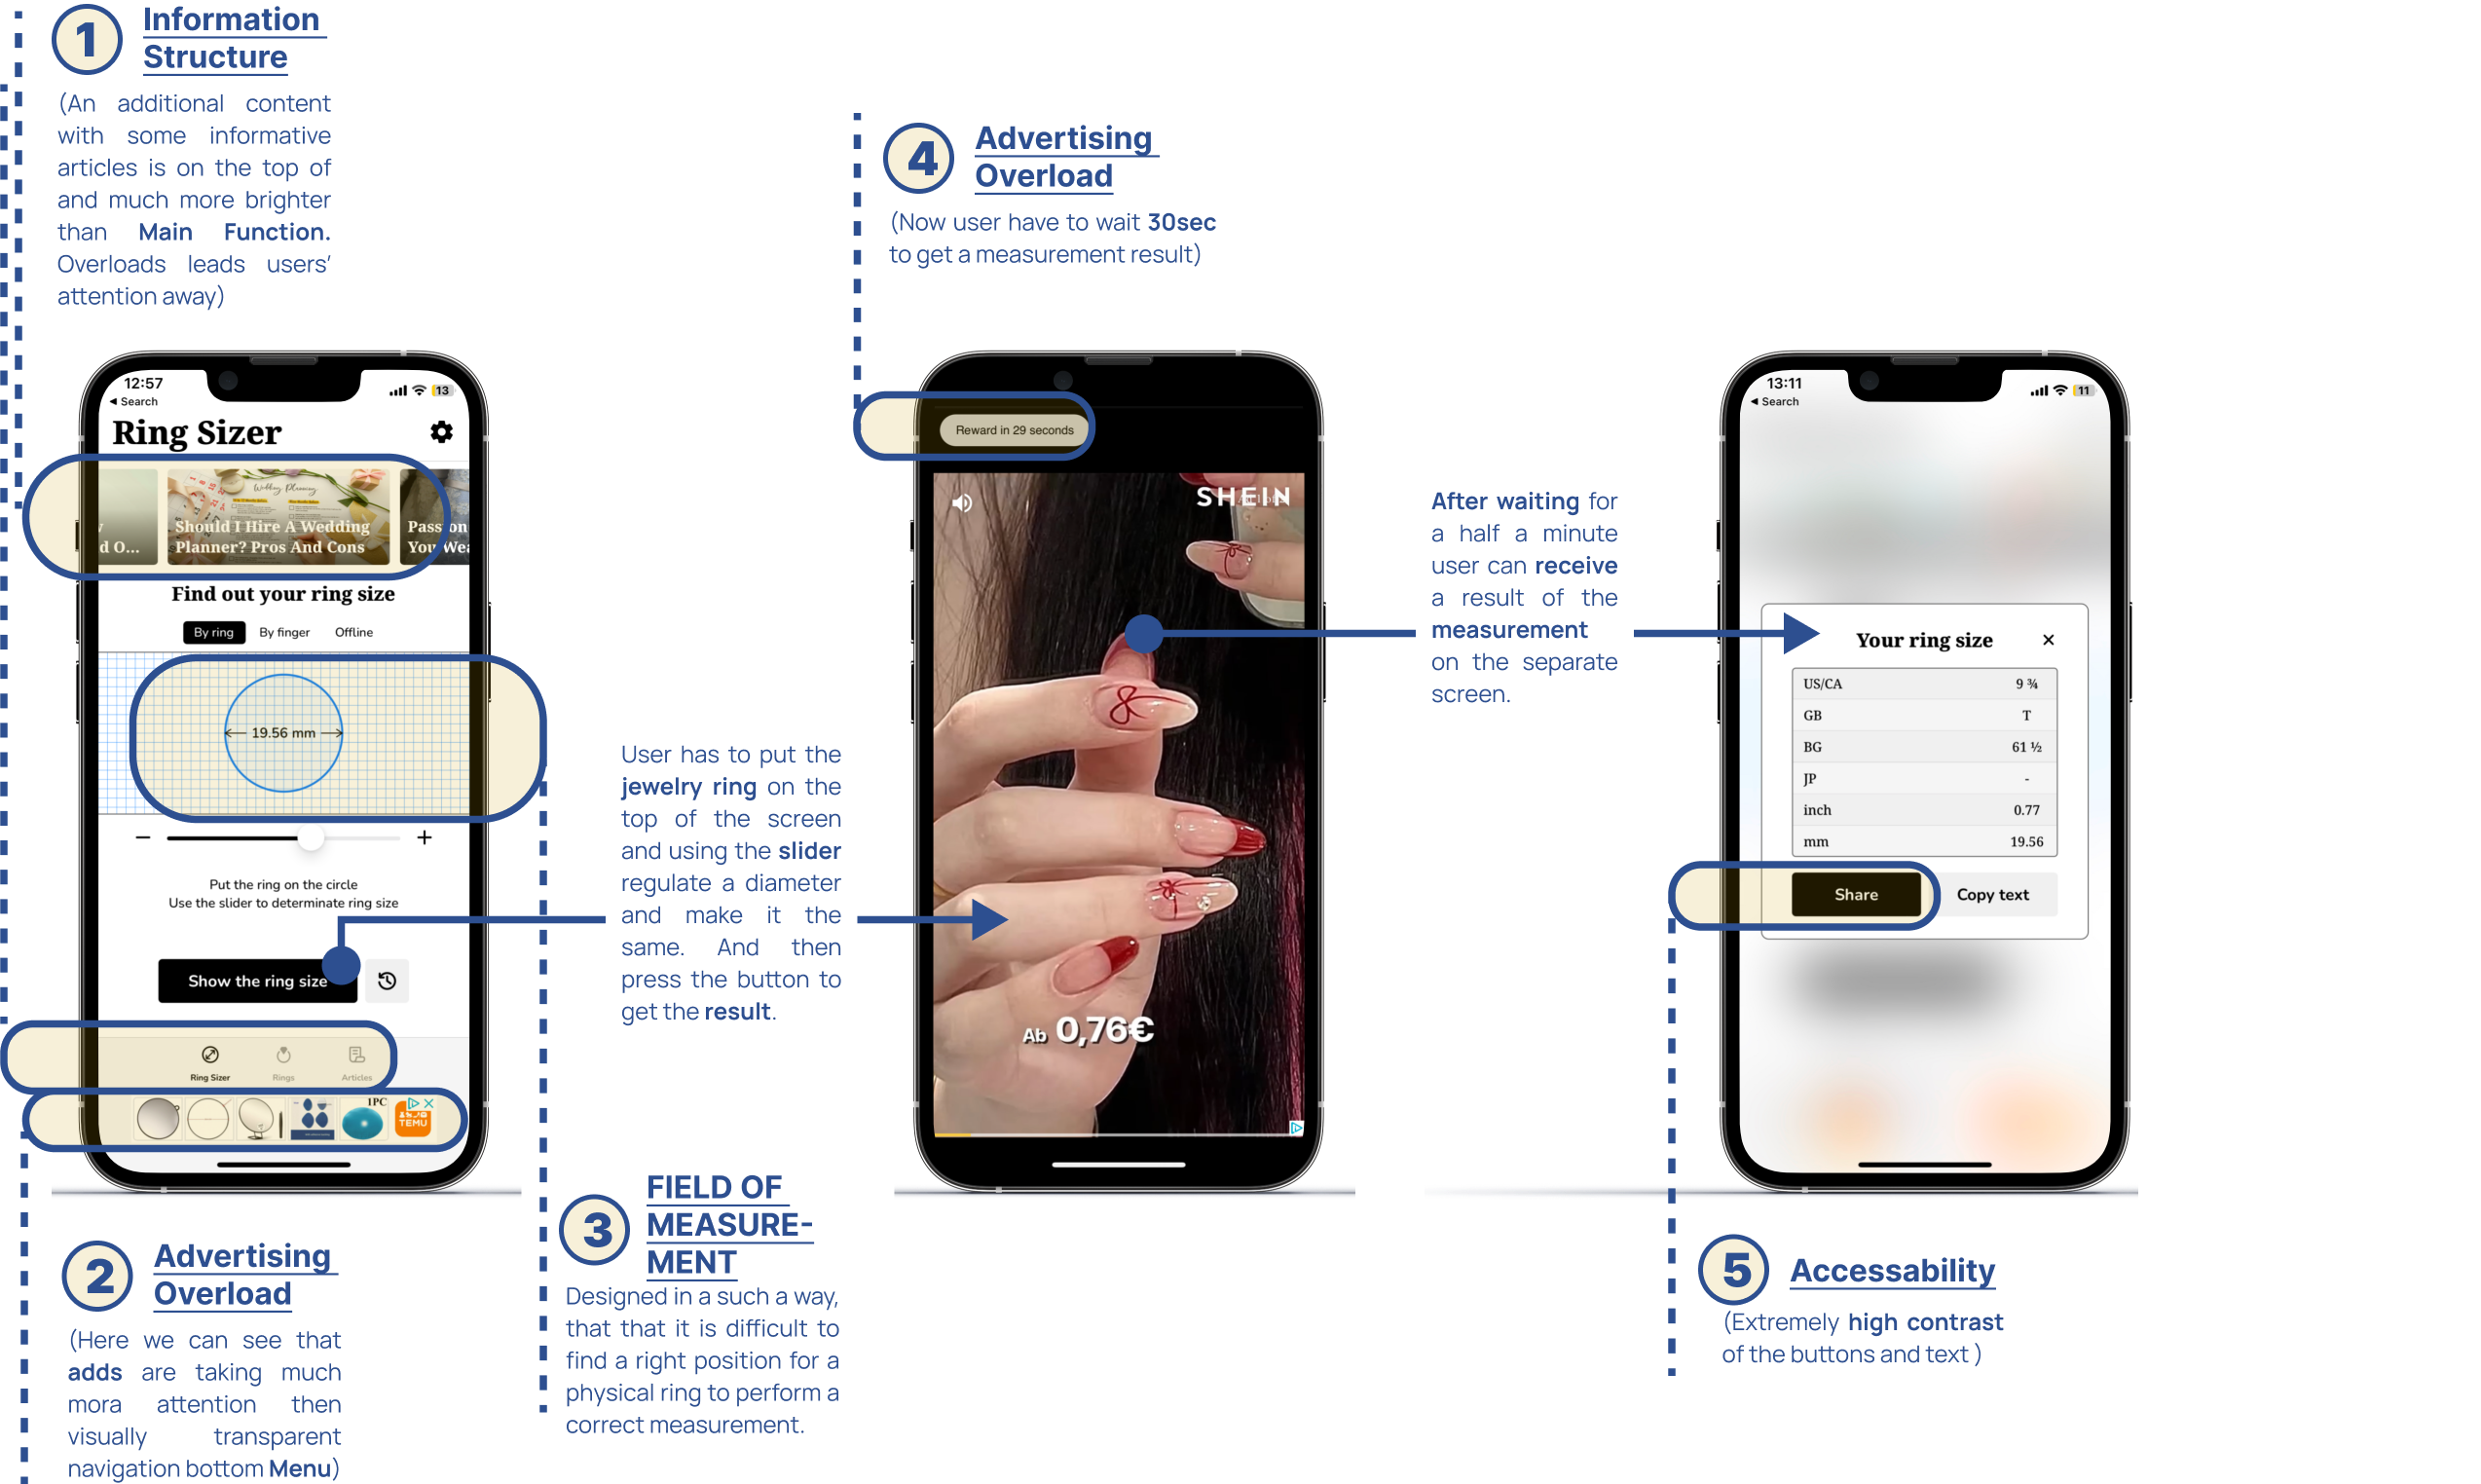 1
Information
Structure
(An additional content
with some informative
articles is on the top of
and much more brighter
than Main Function.
Overloads leads users'
attention away)
12:57
13
Search
Ring Sizer
d O...
Wedding Planning
Should I Hire A Wedding
Planner? Pros And Cons
Passion
You Wea
Find out your ring size
By ring By finger Offline
19.56 mm
Put the ring on the circle
Use the slider to determinate ring size
Show the ring size
Ring Sizer Rings Articles
1PC
TEMU
2
Advertising
Overload
(Here we can see that
adds are taking much
mora attention then
visually transparent
navigation bottom Menu)
User has to put the
jewelry ring on the
top of the screen
and using the slider
regulate a diameter
and make it the
same. And then
press the button to
get the result.
3
FIELD OF
MEASURE-
MENT
Designed in a such a way,
that that it is difficult to
find a right position for a
physical ring to perform a
correct measurement.
4
Advertising
Overload
(Now user have to wait 30sec
to get a measurement result)
Reward in 29 seconds
SHEIN
Ab 0,76€
After waiting for
a half a minute
user can receive
a result of the
measurement
on the separate
screen.
13:11
11
Search
Your ring size
US/CA 9 ¾
GB T
BG 61 ½
JP -
inch 0.77
mm 19.56
Share Copy text
5
Accessability
(Extremely high contrast
of the buttons and text )